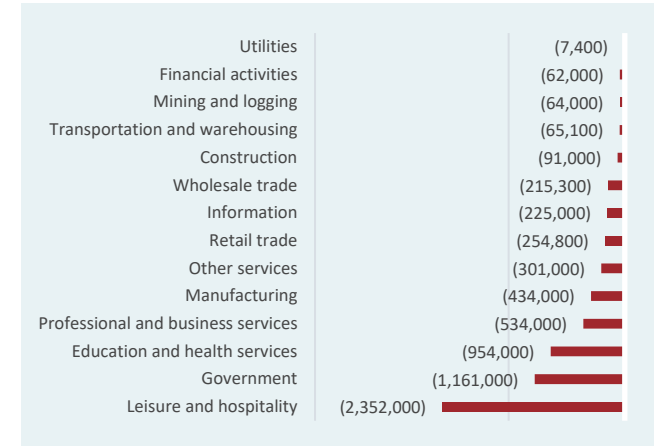 Utilities (7,400)
Financial activities (62,000)
Mining and logging (64,000)
Transportation and warehousing (65,100)
Construction (91,000)
Wholesale trade (215,300)
Information (225,000)
Retail trade (254,800)
Other services (301,000)
Manufacturing (434,000)
Professional and business services (534,000)
Education and health services (954,000)
Government (1,161,000)
Leisure and hospitality (2,352,000)